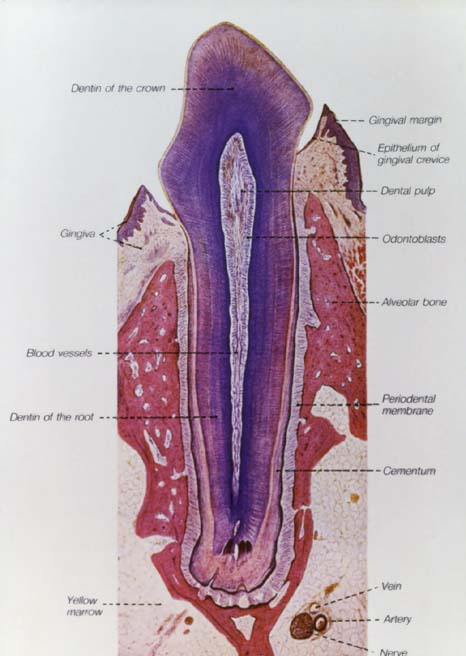 Dentin of the crown
Gingival margin
Epithelium of
gingival crevice
Dental pulp
Gingiva
Odontoblasts
Alveolar bone
Blood vessels
Periodental
membrane
Dentin of the root
Cementum
Yellow
marrow
Vein
Artery
Nerve